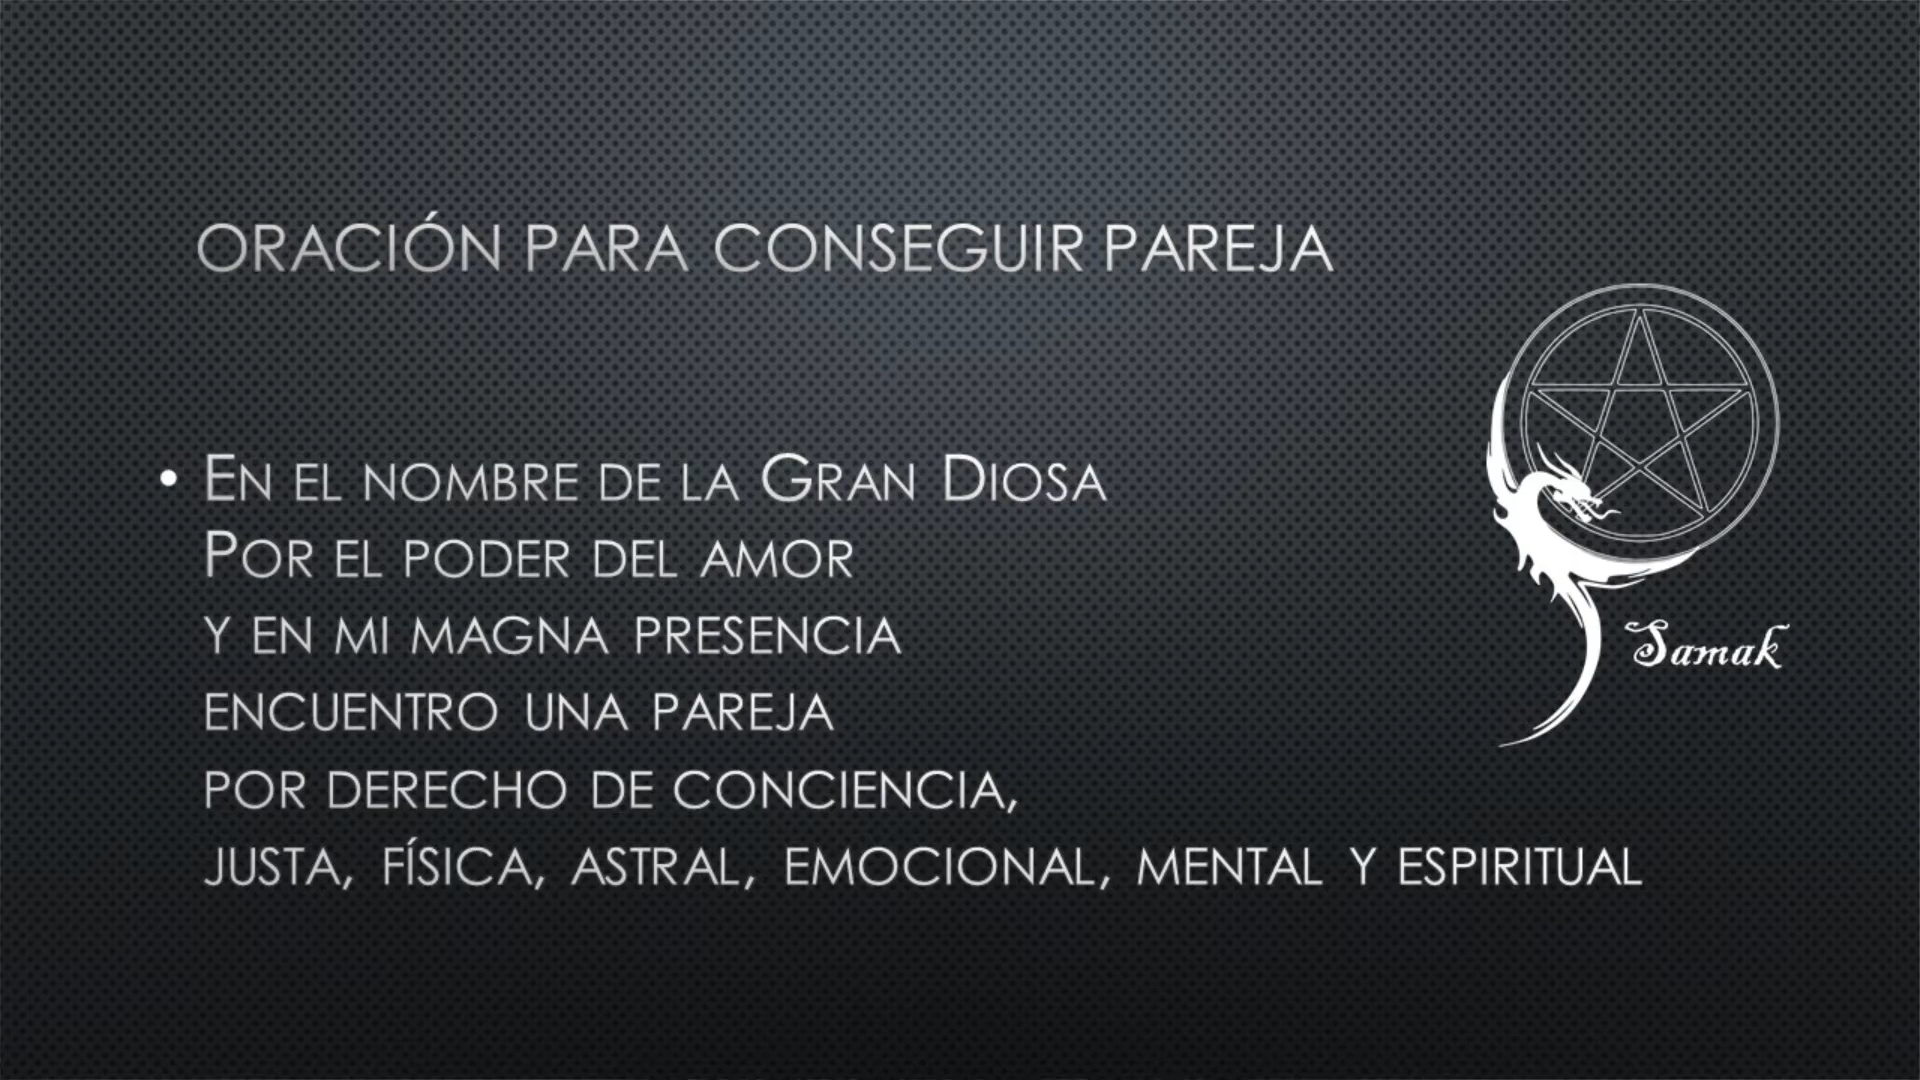 ORACIÓN PARA CONSEGUIR PAREJA
• EN EL NOMBRE DE LA GRAN DIOSA
POR EL PODER DEL AMOR
Y EN MI MAGNA PRESENCIA
ENCUENTRO UNA PAREJA
POR DERECHO DE CONCIENCIA,
JUSTA, FÍSICA, ASTRAL, EMOCIONAL, MENTAL Y ESPIRITUAL
Samak